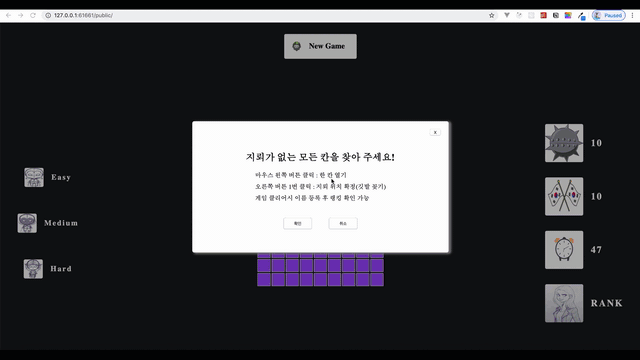 127.0.0.1:61661/public/
Paused
New Game
x
지뢰가 없는 모든 칸을 찾아 주세요!
마우스 왼쪽 버튼 클릭 : 한 칸 열기
오른쪽 버튼 1번 클릭 : 지뢰 위치 확정(깃발 꽂기)
게임 클리어시 이름 등록 후 랭킹 확인 가능
확인
취소
Easy
Medium
Hard
10
10
47
RANK